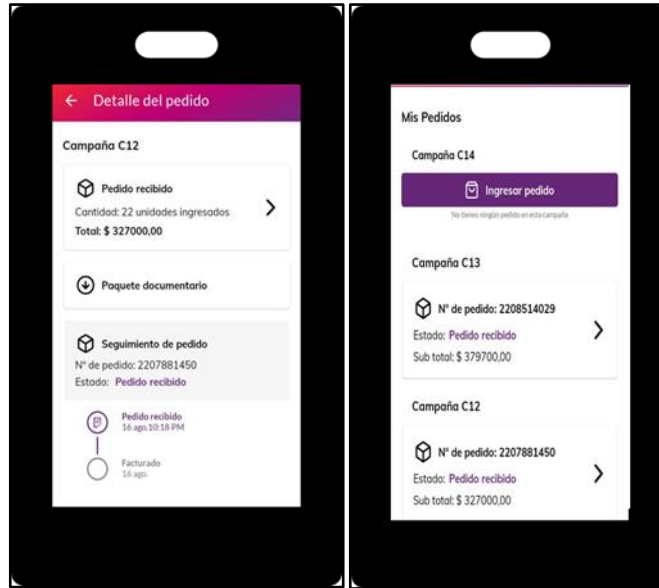 Detalle del pedido
Campaña C12
Pedido recibido
Cantidad: 22 unidades ingresados
Total: $ 327000,00
Paquete documentario
Seguimiento de pedido
N° de pedido: 2207881450
Estado: Pedido recibido
Pedido recibido
16 ago.10:18 PM
Facturado
16 ago.
Mis Pedidos
Campaña C14
Ingresar pedido
No tienes ningún pedido en esta campaña
Campaña C13
N° de pedido: 2208514029
Estado: Pedido recibido
Sub total: $ 379700,00
Campaña C12
N° de pedido: 2207881450
Estado: Pedido recibido
Sub total: $ 327000,00